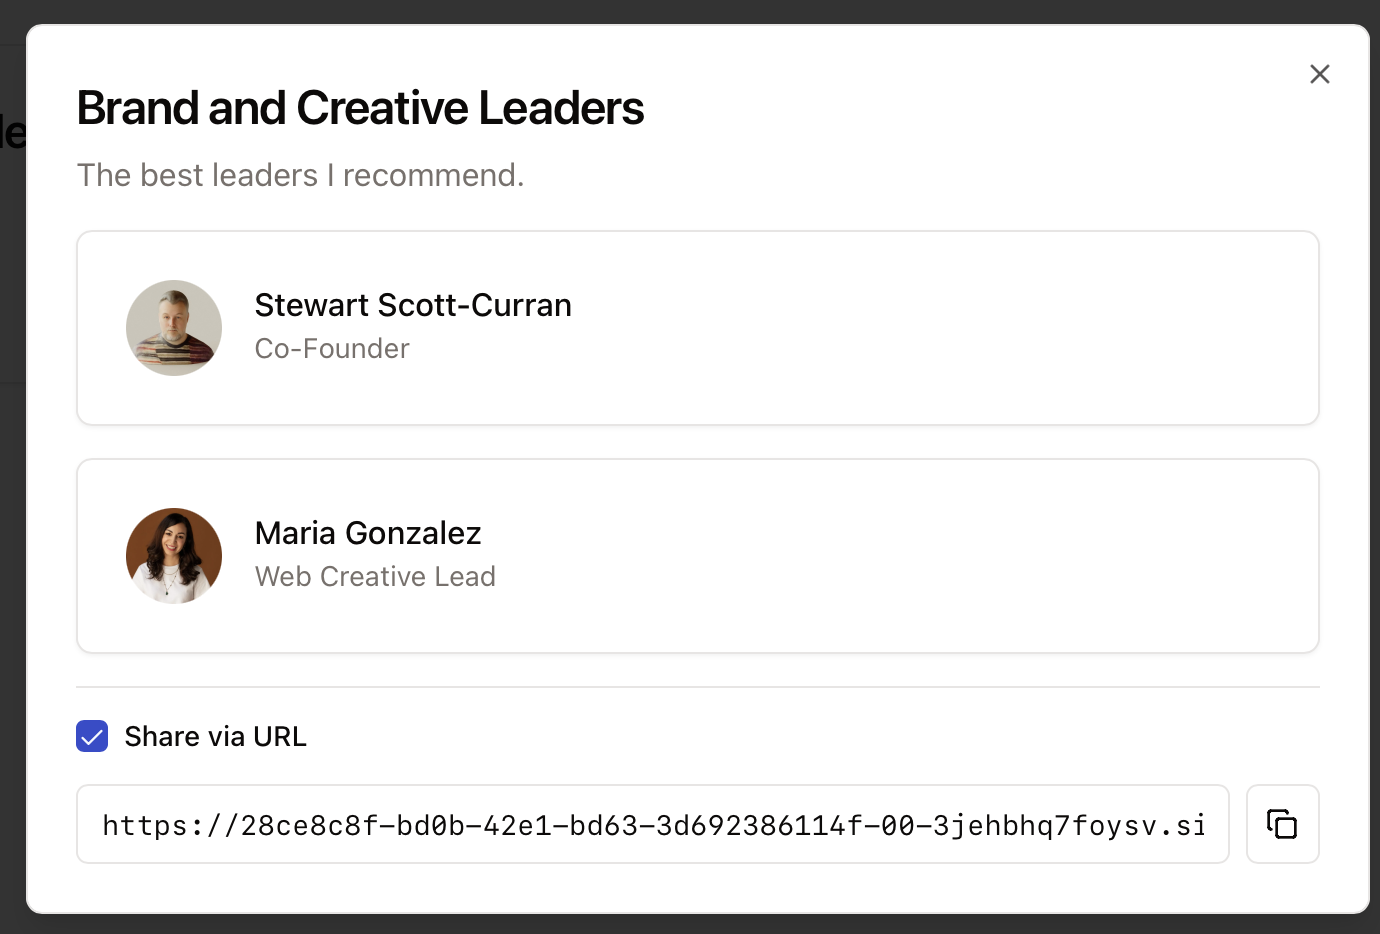 le
Brand and Creative Leaders
The best leaders I recommend.
Stewart Scott-Curran
Co-Founder
Maria Gonzalez
Web Creative Lead
Share via URL
https://28ce8c8f-bd0b-42e1-bd63-3d692386114f-00-3jehbhq7foysv.si